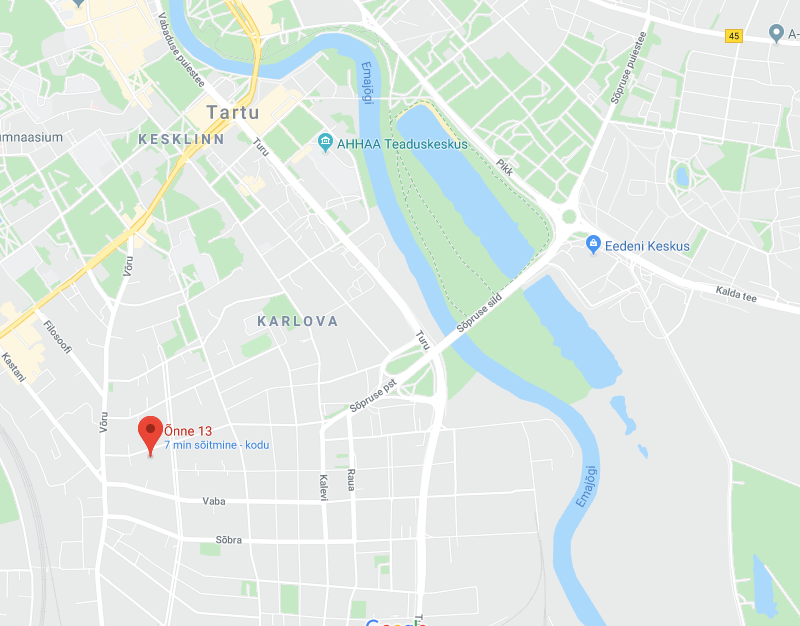 Vabaduse puiestee
45
A-
Sõpruse puiestee
Emajõgi
Tartu
KESKLINN
Turu
AHHAA Teaduskeskus
Pikk
Eedeni Keskus
Võru
Kalda tee
Sõpruse sild
KARLOVA
Filosoofi
Turu
Kastani
Sõpruse pst
Võru
Õnne 13
7 min sõitmine - kodu
Kalevi
Raua
Emajõgi
Vaba
Sõbra
Google